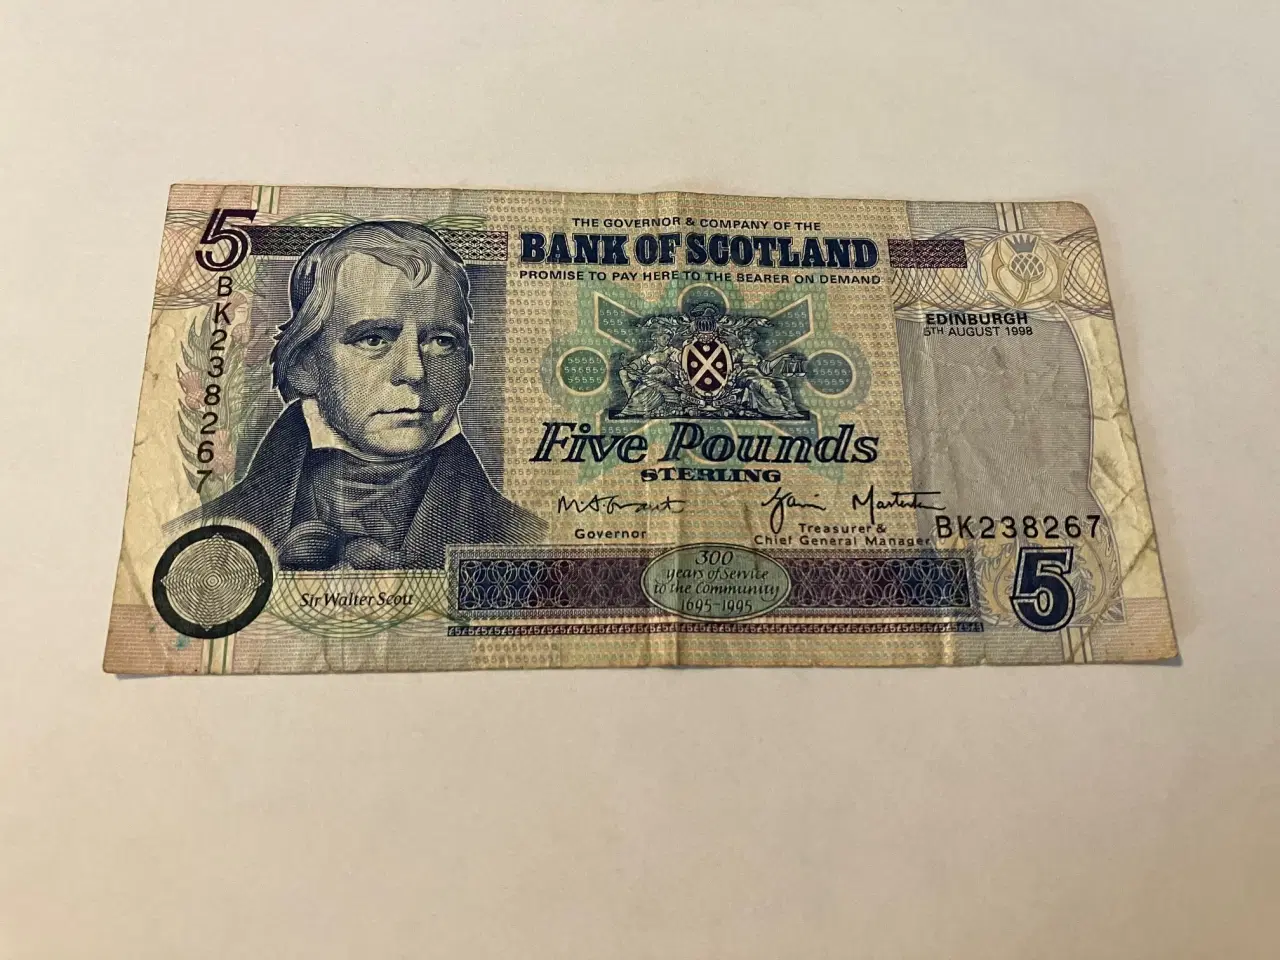 5
THE GOVERNOR & COMPANY OF THE
BANK OF SCOTLAND
PROMISE TO PAY HERE TO THE BEARER ON DEMAND
BK238267
EDINBURGH
5TH AUGUST 1998
Five Pounds
STERLING
Governor
Treasurer &
Chief General Manager
BK238267
300
years of Service
to the Community
1695-1995
Sir Walter Scott
5